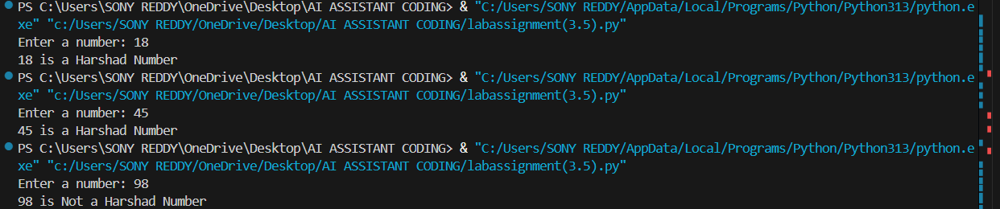 PS C:\Users\SONY REDDY\OneDrive\Desktop\AI ASSISTANT CODING> & "C:/Users/SONY REDDY/AppData/Local/Programs/Python/Python313/python.e
xe" "c:/Users/SONY REDDY/OneDrive/Desktop/AI ASSISTANT CODING/labassignment(3.5).py"
Enter a number: 18
18 is a Harshad Number
PS C:\Users\SONY REDDY\OneDrive\Desktop\AI ASSISTANT CODING> & "C:/Users/SONY REDDY/AppData/Local/Programs/Python/Python313/python.e
xe" "c:/Users/SONY REDDY/OneDrive/Desktop/AI ASSISTANT CODING/labassignment(3.5).py"
Enter a number: 45
45 is a Harshad Number
PS C:\Users\SONY REDDY\OneDrive\Desktop\AI ASSISTANT CODING> & "C:/Users/SONY REDDY/AppData/Local/Programs/Python/Python313/python.e
xe" "c:/Users/SONY REDDY/OneDrive/Desktop/AI ASSISTANT CODING/labassignment(3.5).py"
Enter a number: 98
98 is Not a Harshad Number